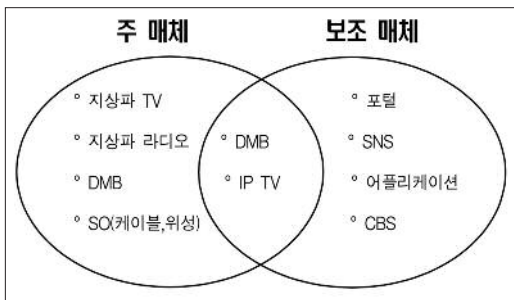 주 매체 보조 매체
° 지상파 TV
° 지상파 라디오
° DMB
° SO(케이블,위성)
° DMB
° IP TV
° 포털
° SNS
° 어플리케이션
° CBS